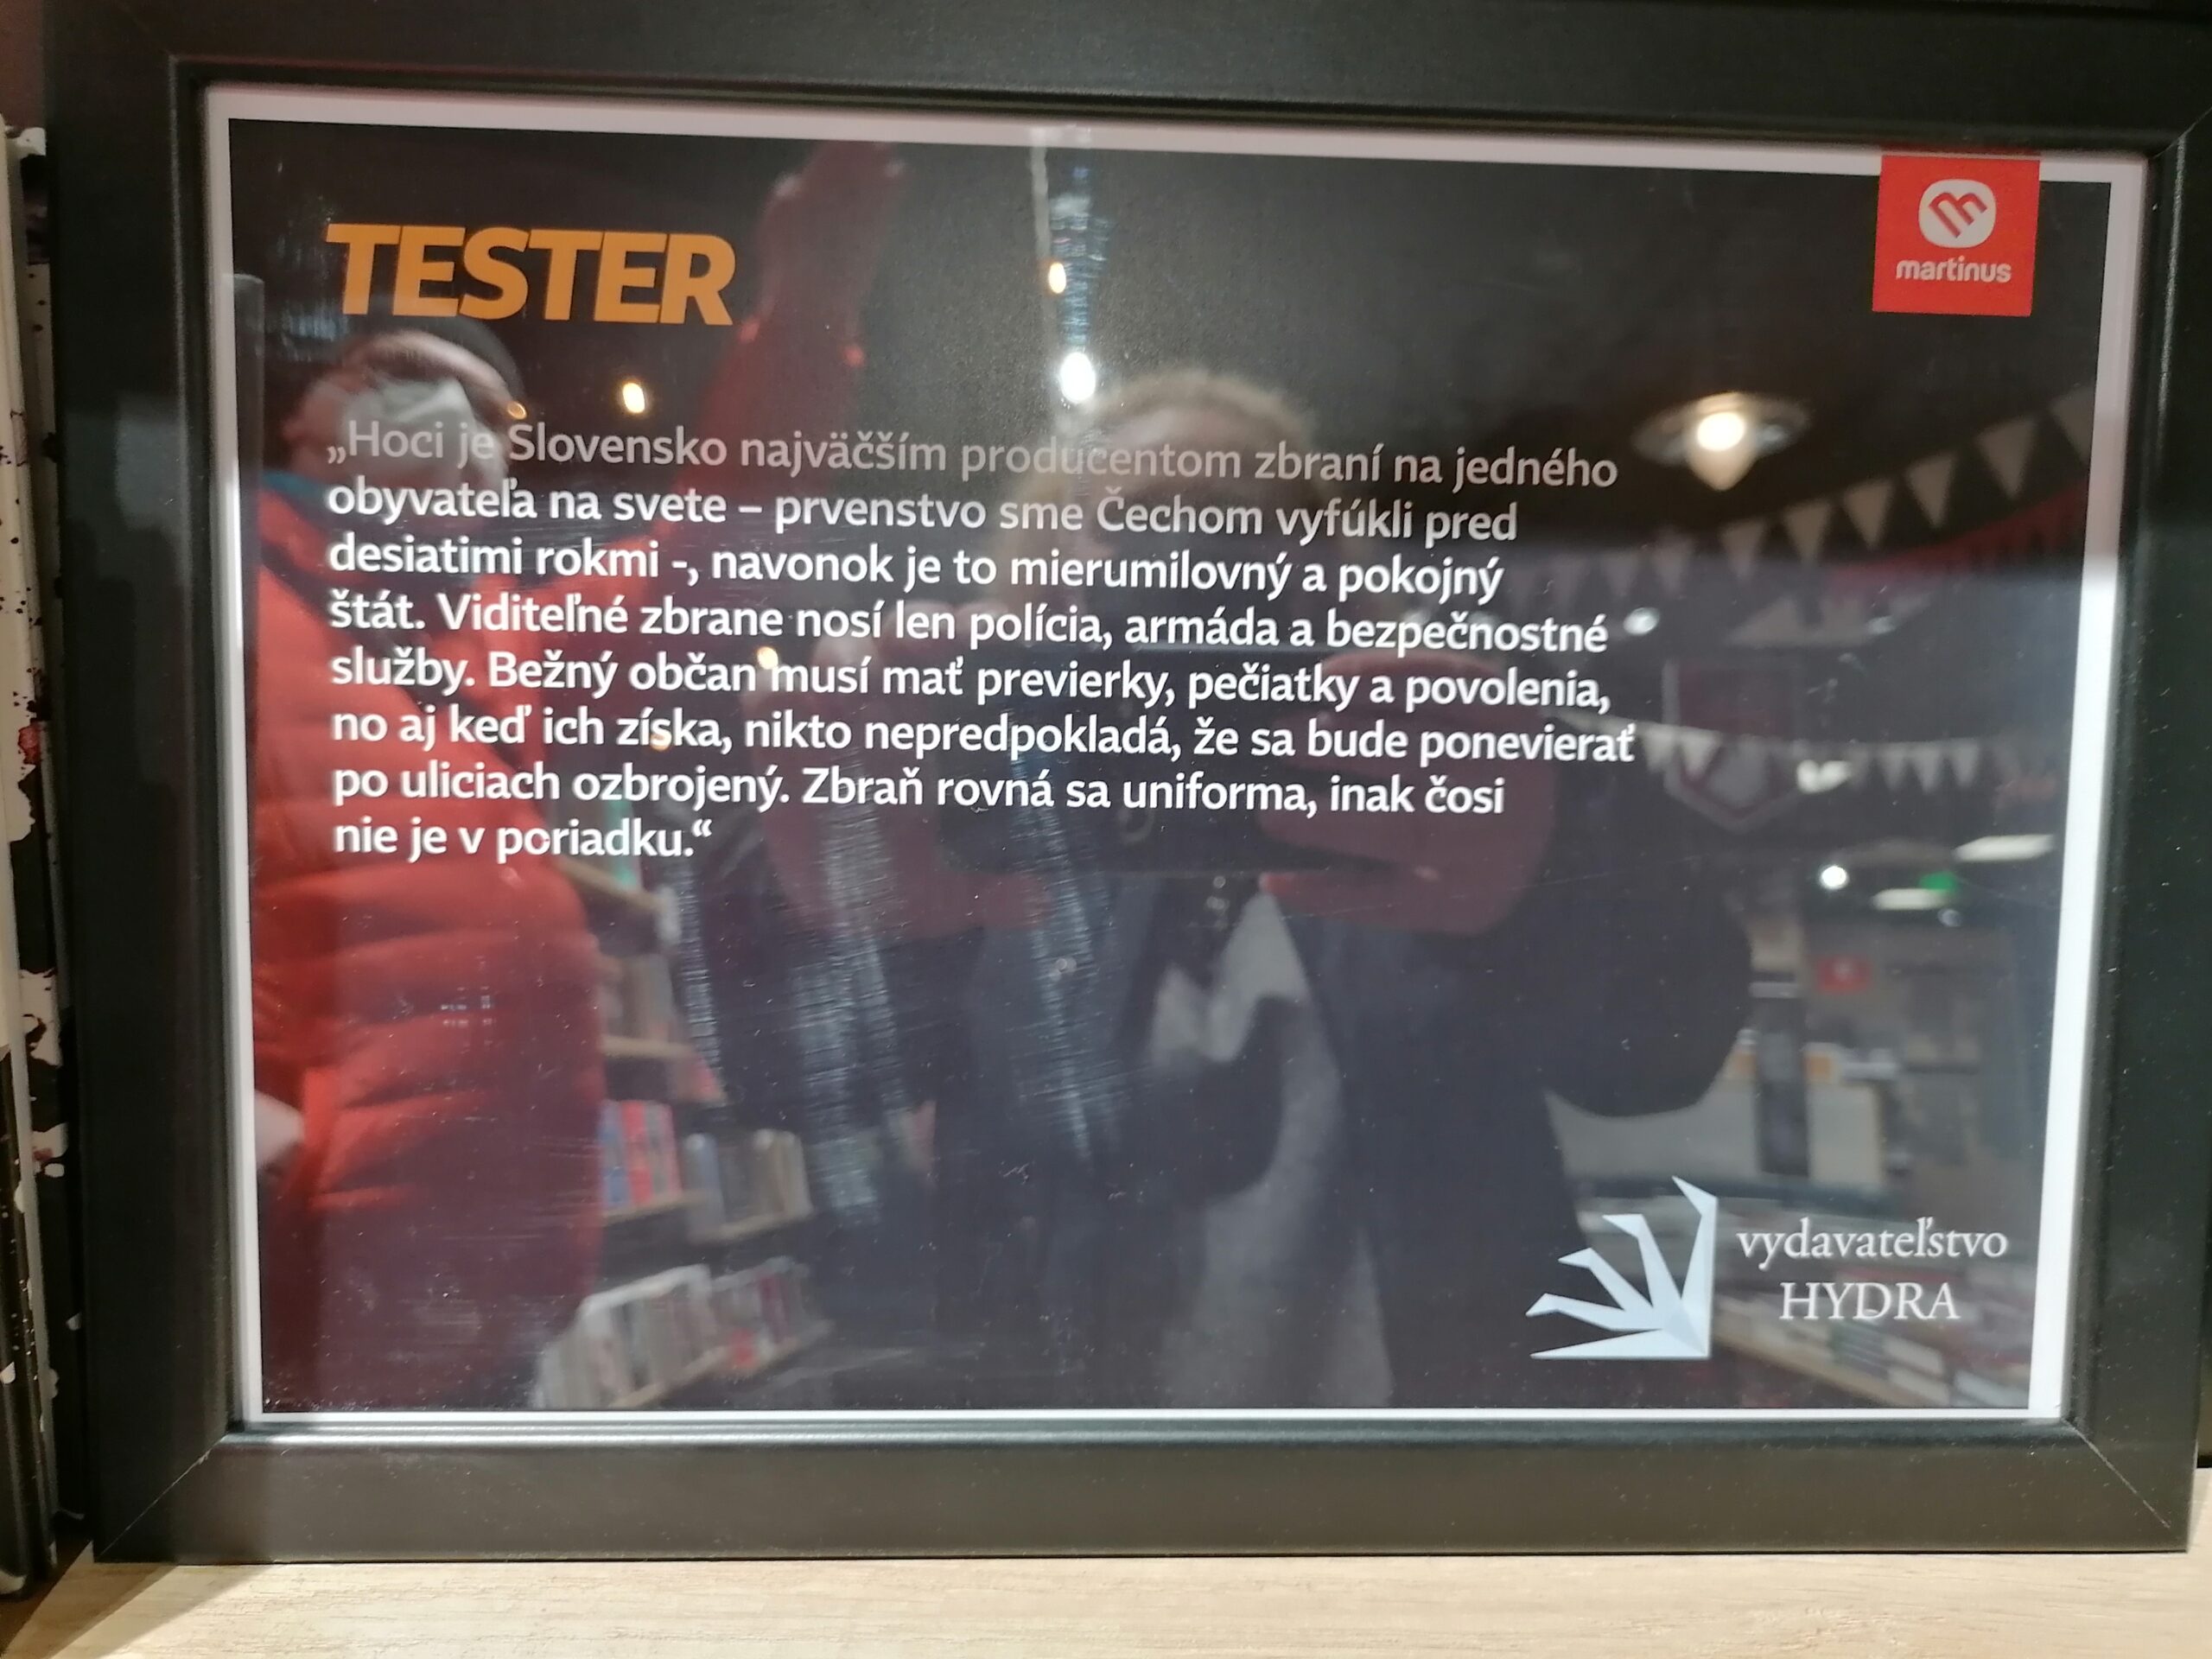 TESTER
martinus
„Hoci je Slovensko najväčším producentom zbraní na jedného
obyvateľa na svete – prvenstvo sme Čechom vyfúkli pred
desiatimi rokmi -, navonok je to mierumilovný a pokojný
štát. Viditeľné zbrane nosí len polícia, armáda a bezpečnostné
služby. Bežný občan musí mať previerky, pečiatky a povolenia,
no aj keď ich získa, nikto nepredpokladá, že sa bude ponevierať
po uliciach ozbrojený. Zbraň rovná sa uniforma, inak čosi
nie je v poriadku.“
vydavateľstvo
HYDRA